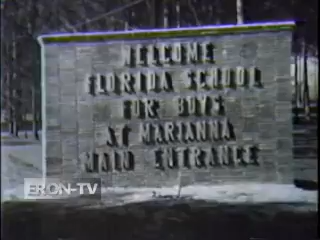 WELCOME
FLORIDA SCHOOL
FOR BOYS
AT MARIANNA
MAIN ENTRANCE
ERON-TV